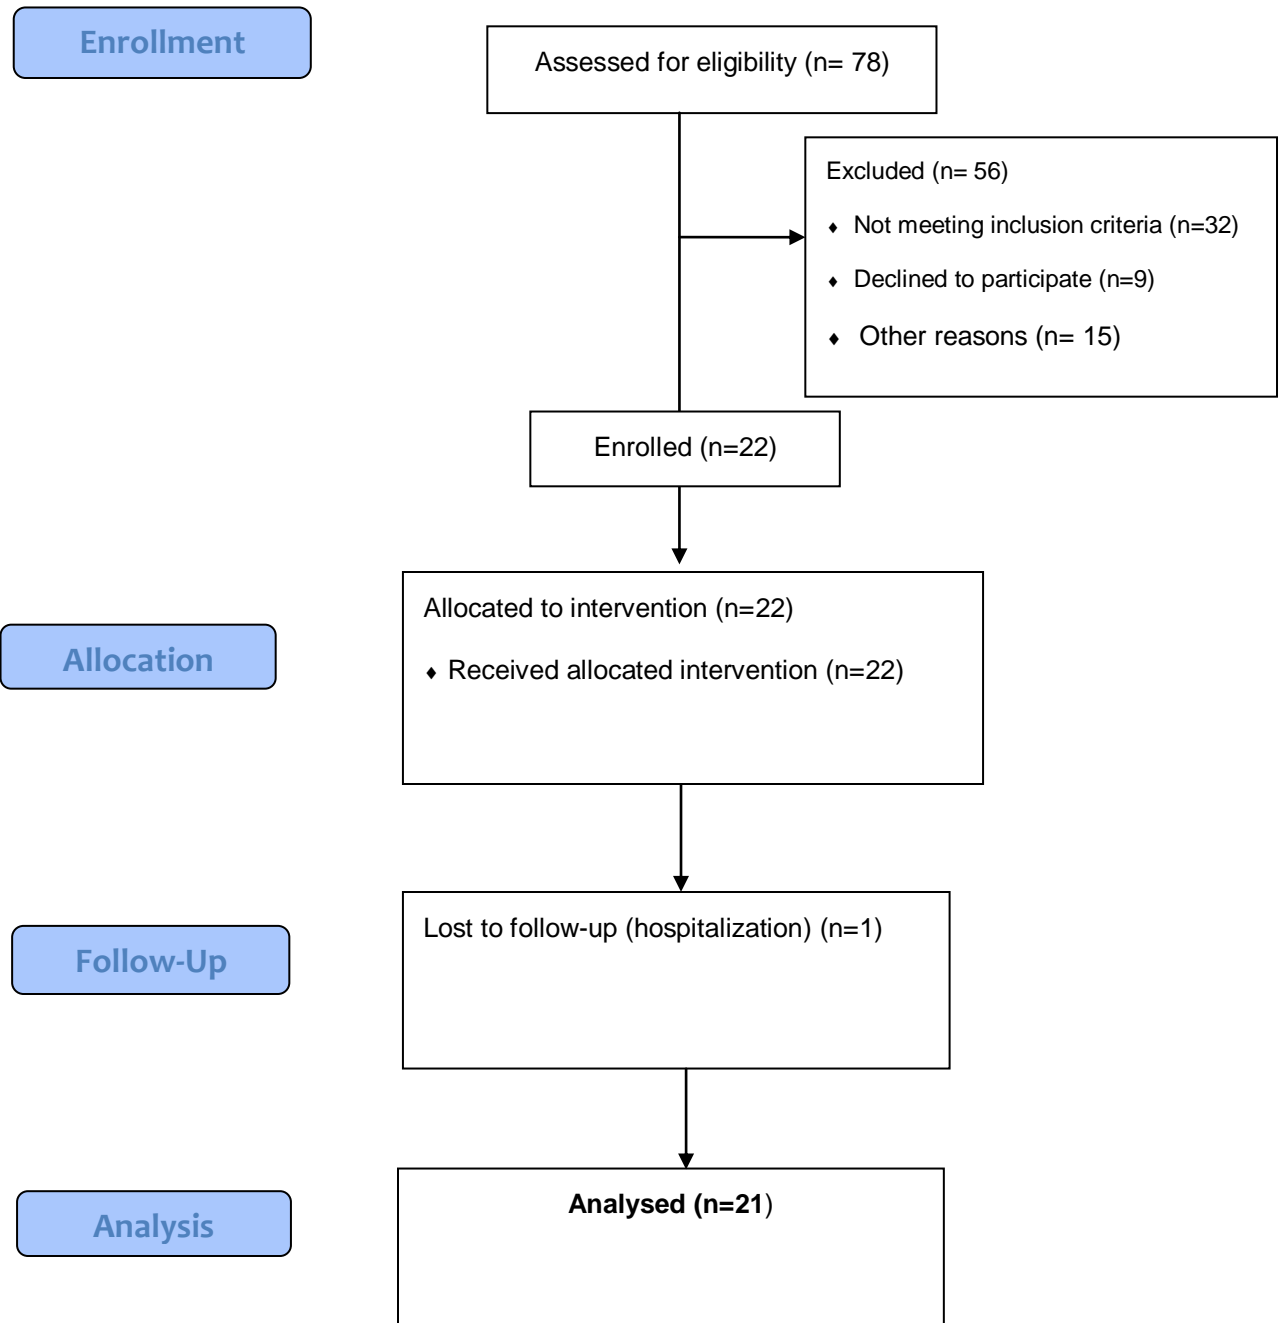 Enrollment
Assessed for eligibility (n= 78)
Excluded (n= 56)
♦ Not meeting inclusion criteria (n=32)
♦ Declined to participate (n=9)
♦ Other reasons (n= 15)
Enrolled (n=22)
Allocation
Allocated to intervention (n=22)
♦ Received allocated intervention (n=22)
Follow-Up
Lost to follow-up (hospitalization) (n=1)
Analysis
Analysed (n=21)